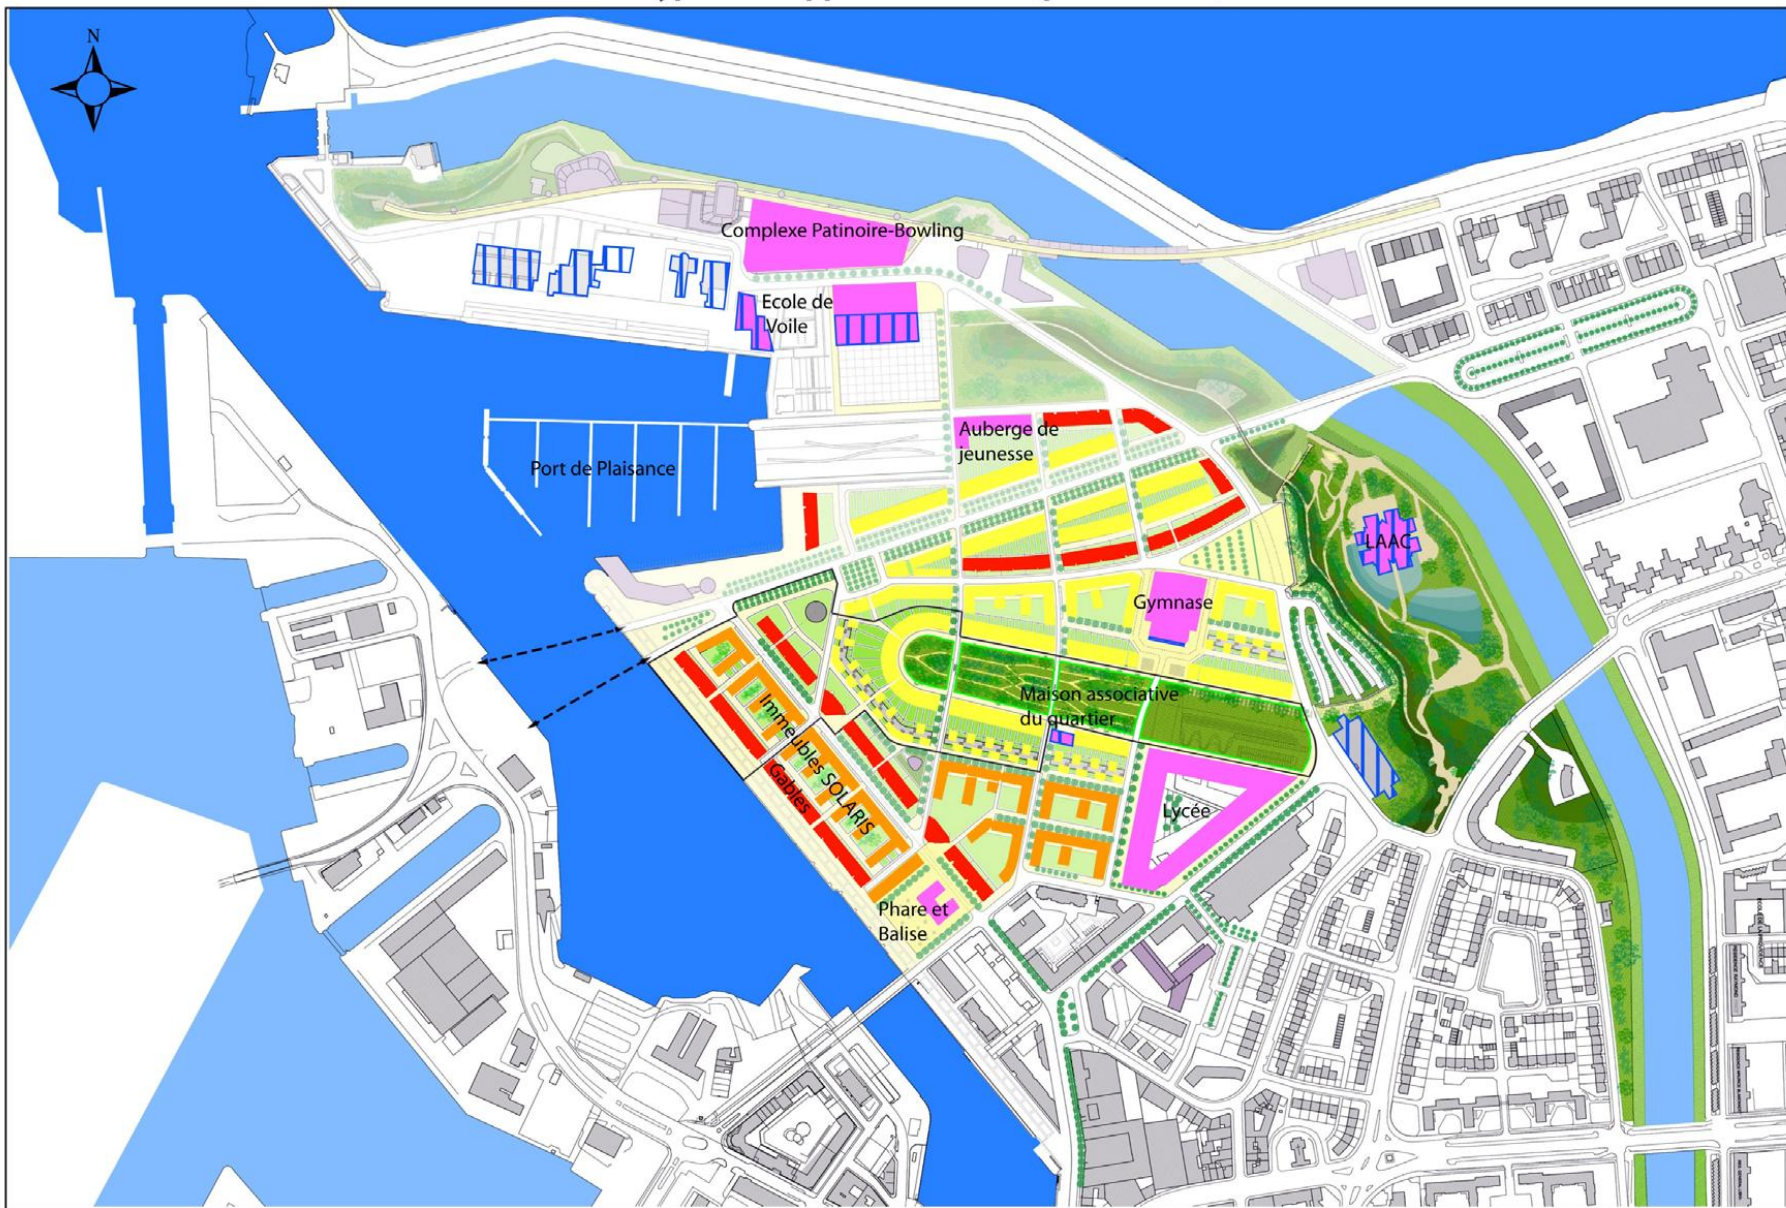 N
Complexe Patinoire-Bowling
Ecole de
Voile
Auberge de
jeunesse
Port de Plaisance
LAAC
Gymnase
Maison associative
du quartier
Immeubles SOLARIS
Gables
Lycée
Phare et
Balise